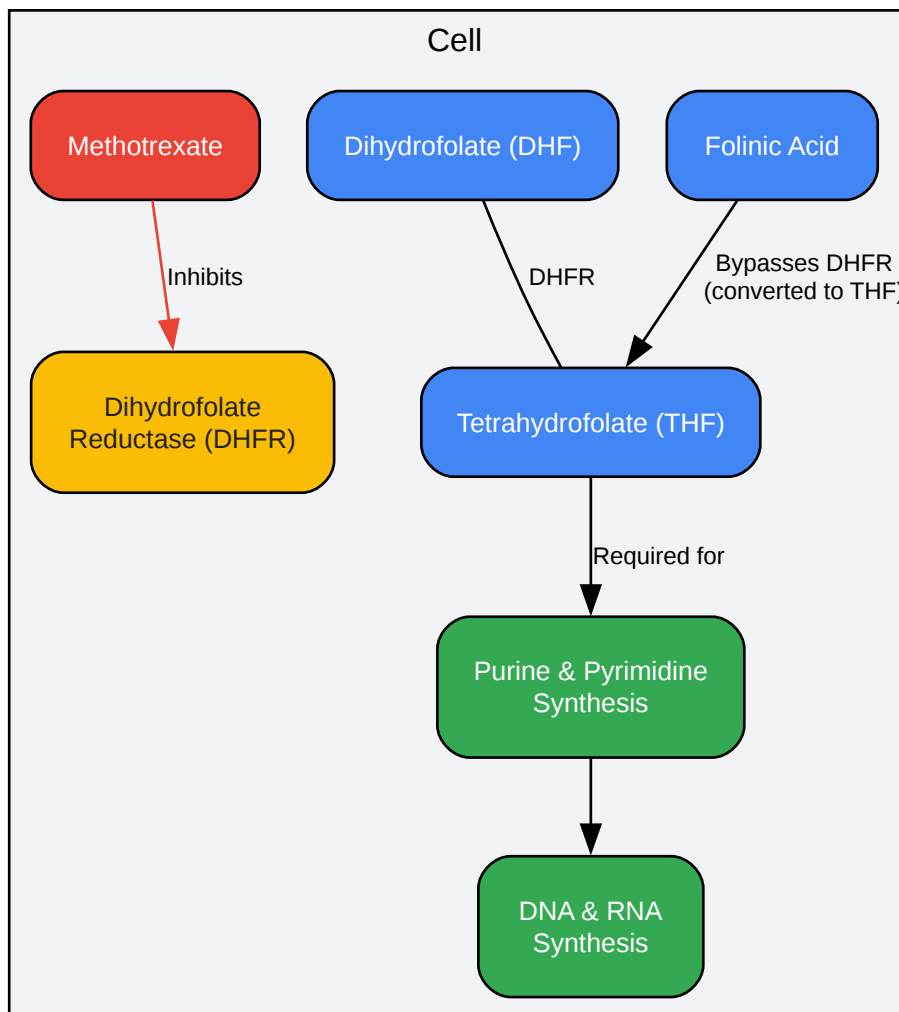 Cell
Methotrexate
Dihydrofolate (DHF)
Folinic Acid
Inhibits
DHFR
Bypasses DHFR
(converted to THF)
Dihydrofolate
Reductase (DHFR)
Tetrahydrofolate (THF)
Required for
Purine & Pyrimidine
Synthesis
DNA & RNA
Synthesis